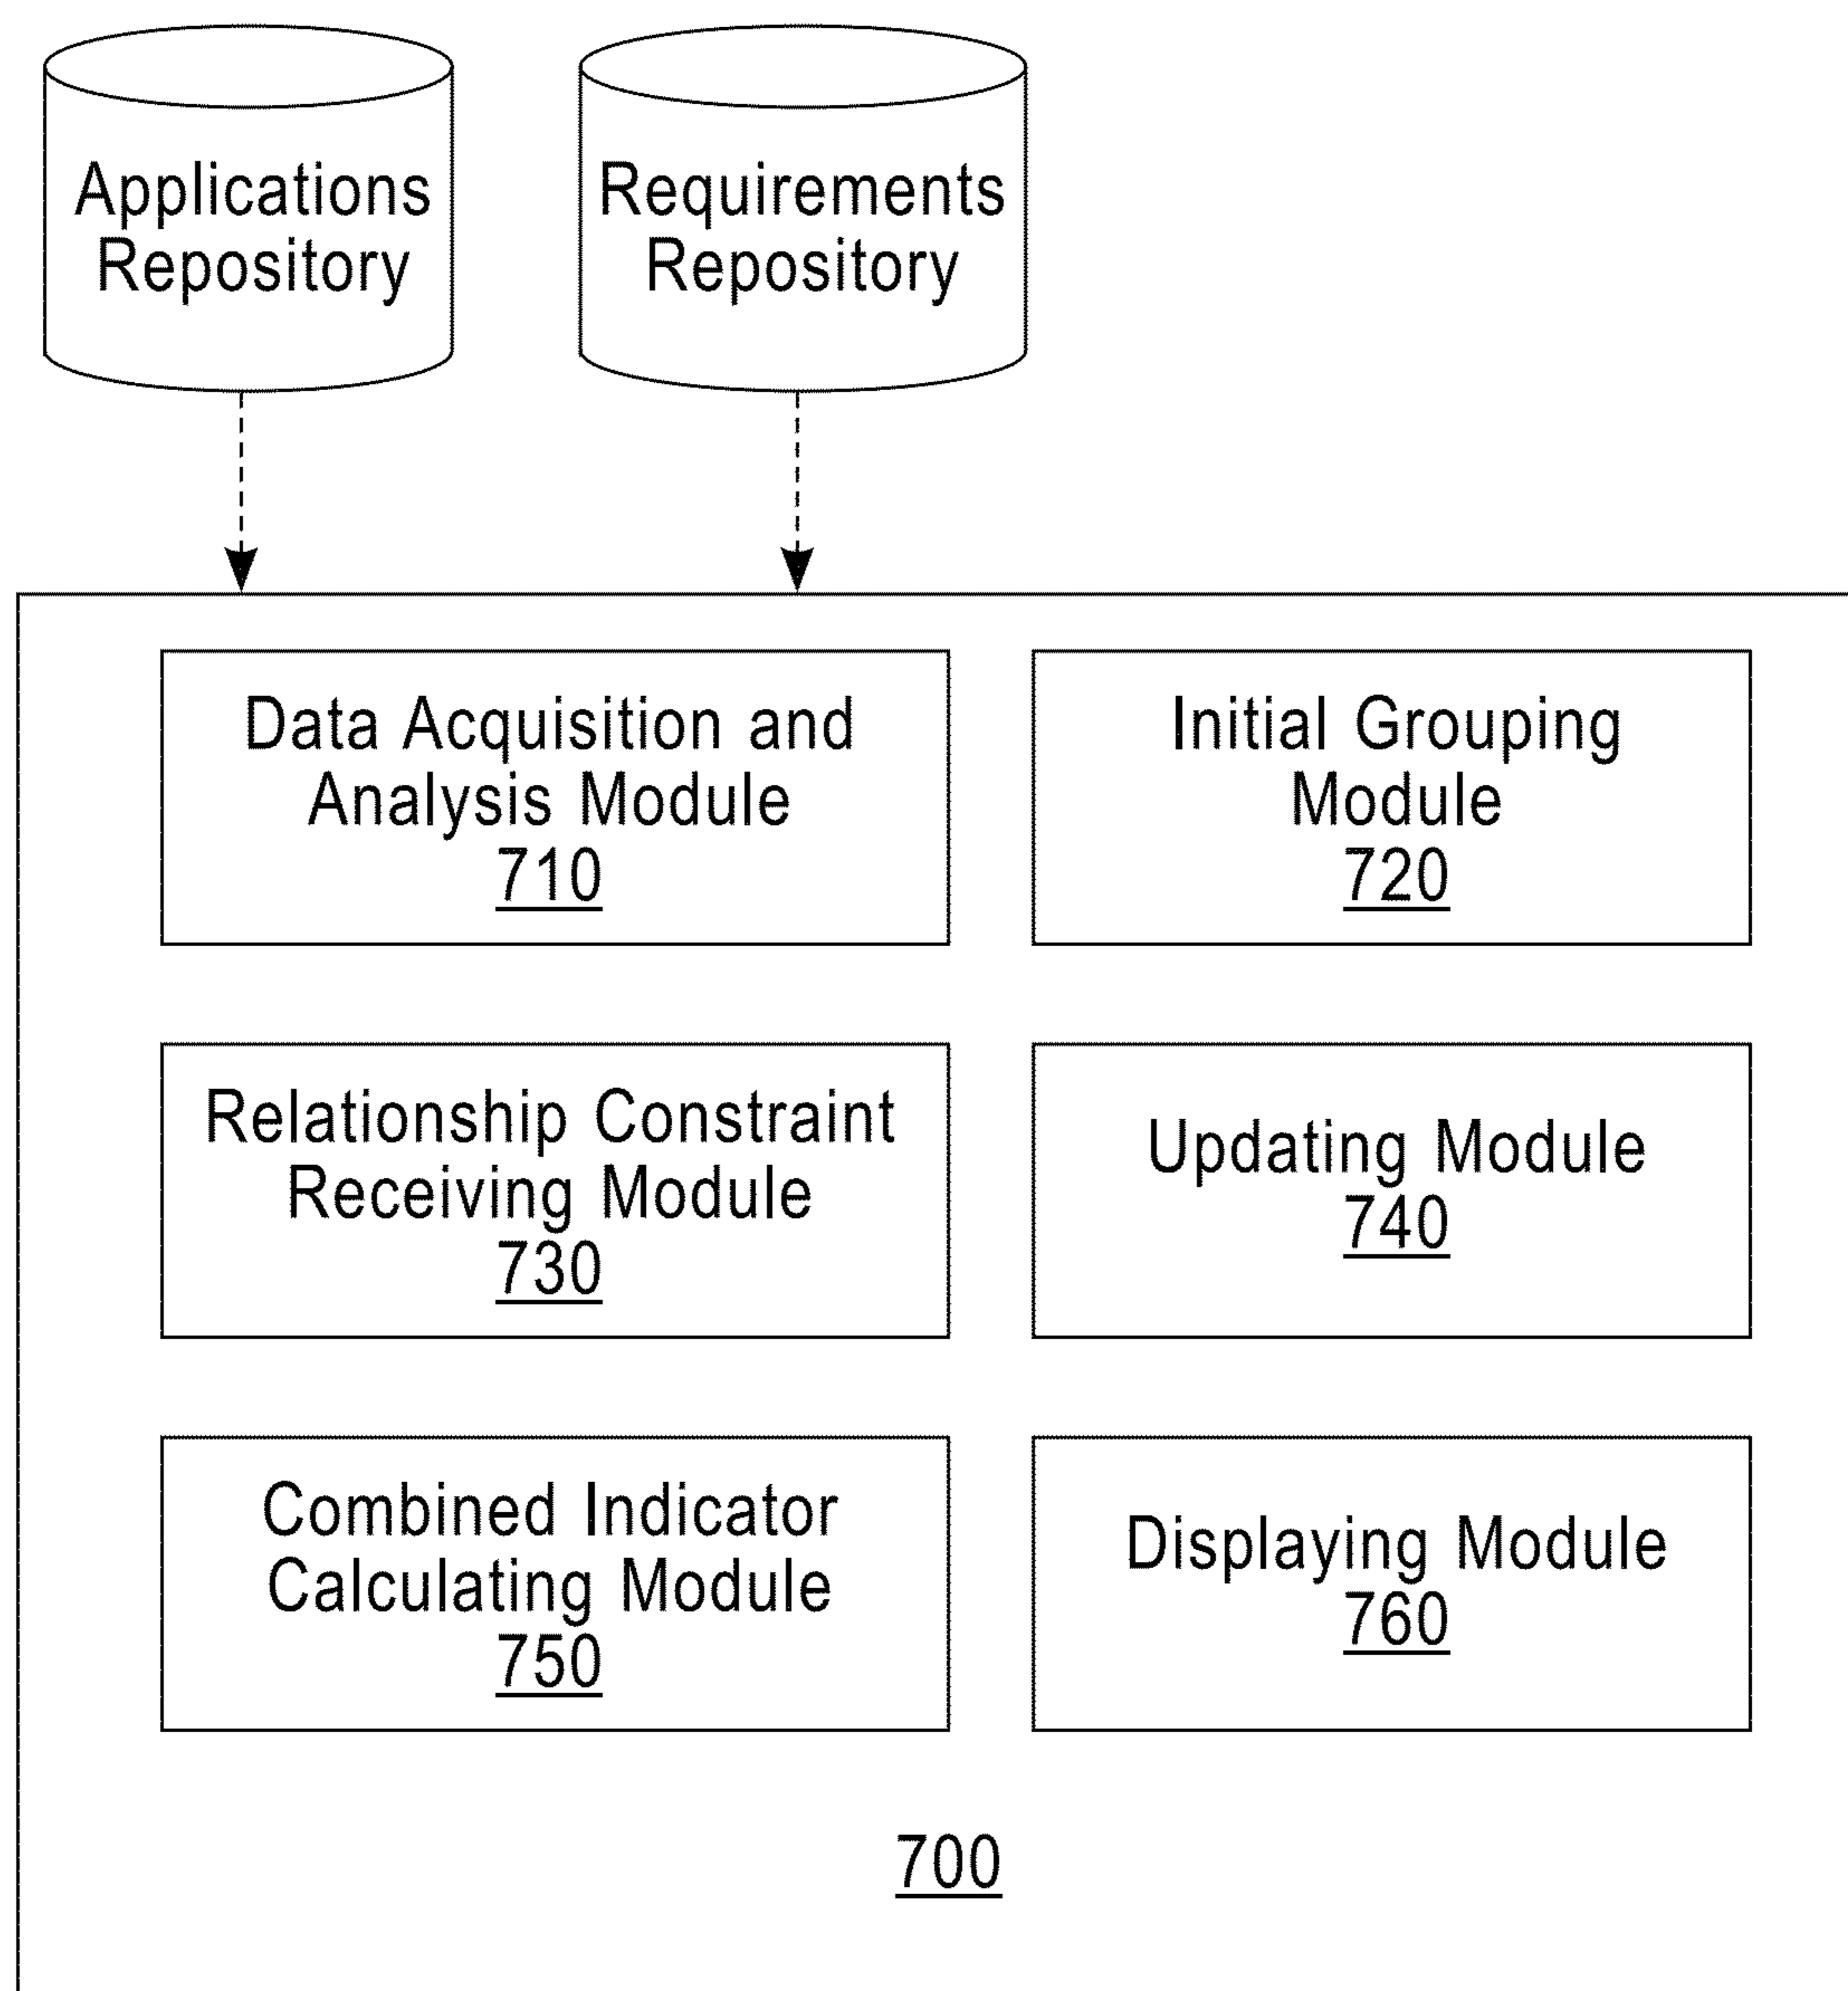 Applications
Repository
Requirements
Repository
Data Acquisition and
Analysis Module
710
Initial Grouping
Module
720
Relationship Constraint
Receiving Module
730
Updating Module
740
Combined Indicator
Calculating Module
750
Displaying Module
760
700